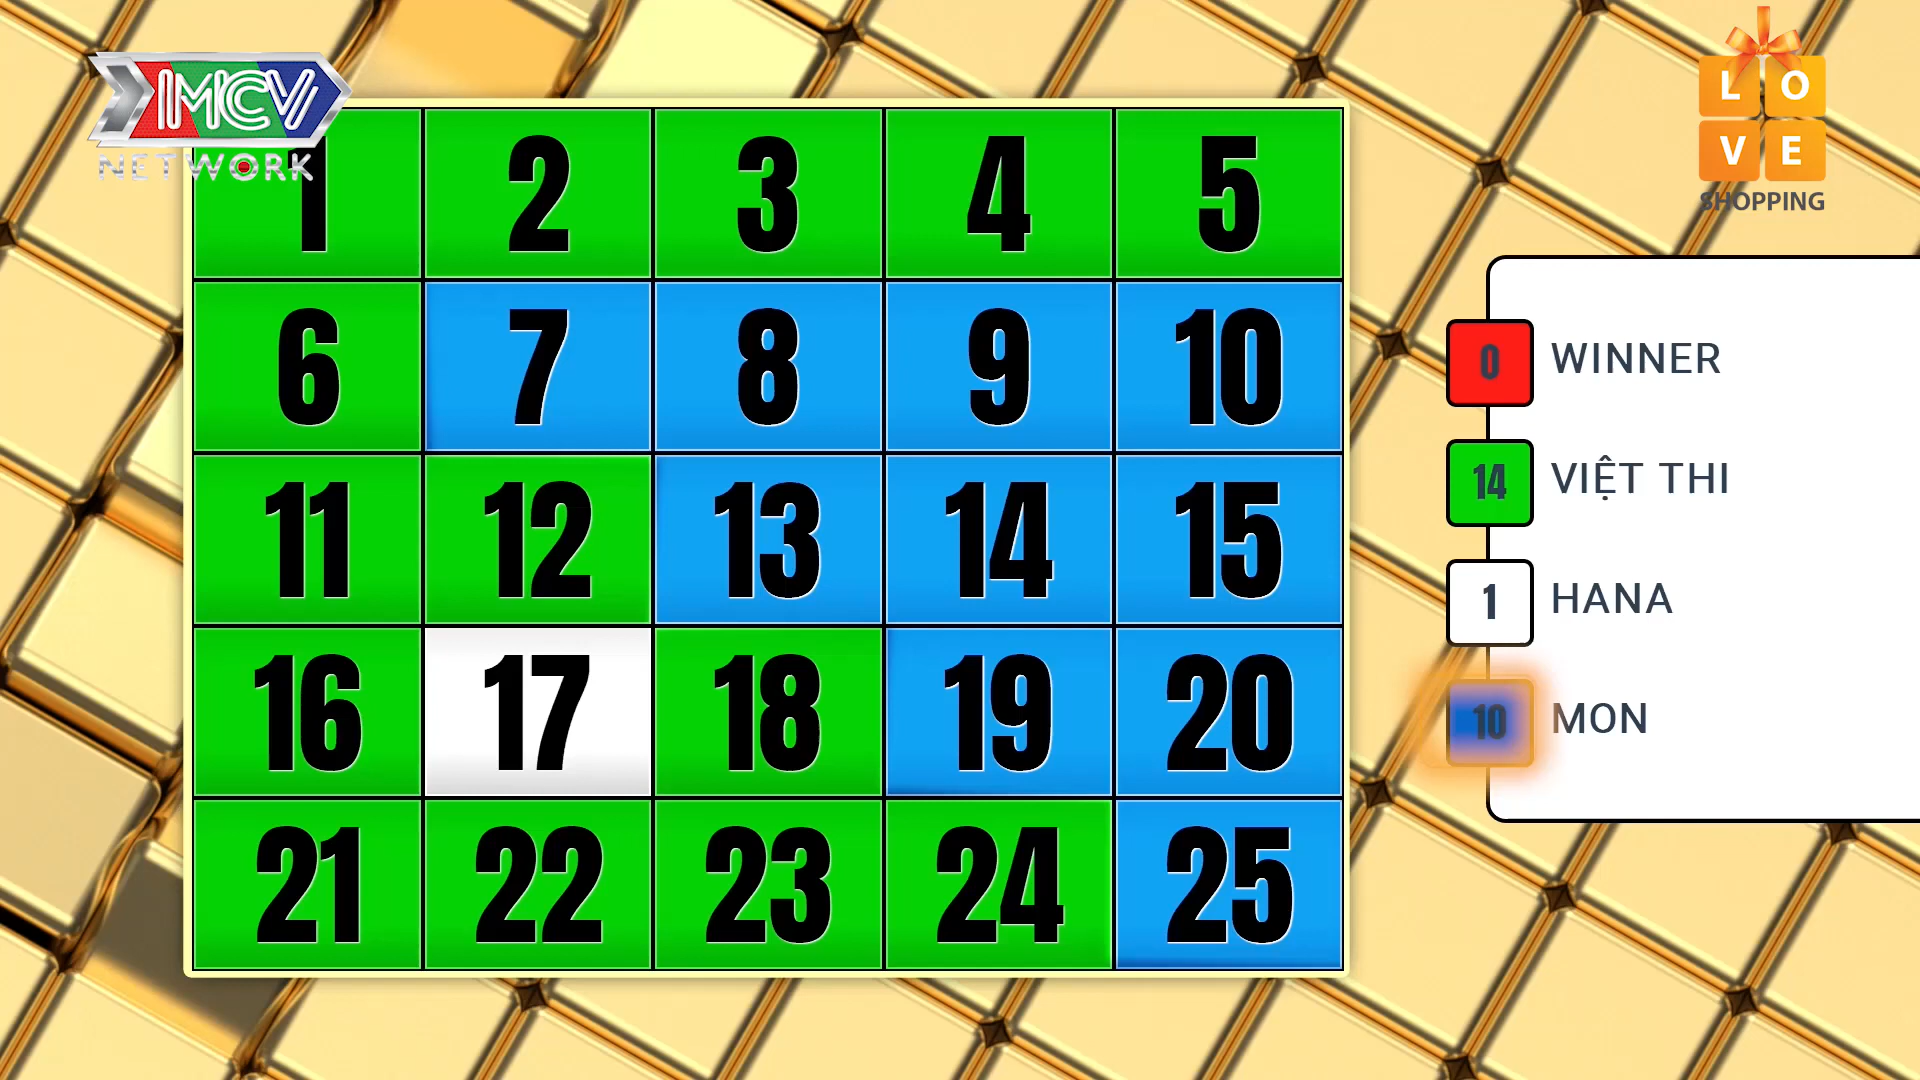 MCV
NETWORK
L O
V E
SHOPPING
1 2 3 4 5
6 7 8 9 10
11 12 13 14 15
16 17 18 19 20
21 22 23 24 25
0 WINNER
14 VIỆT THI
1 HANA
10 MON